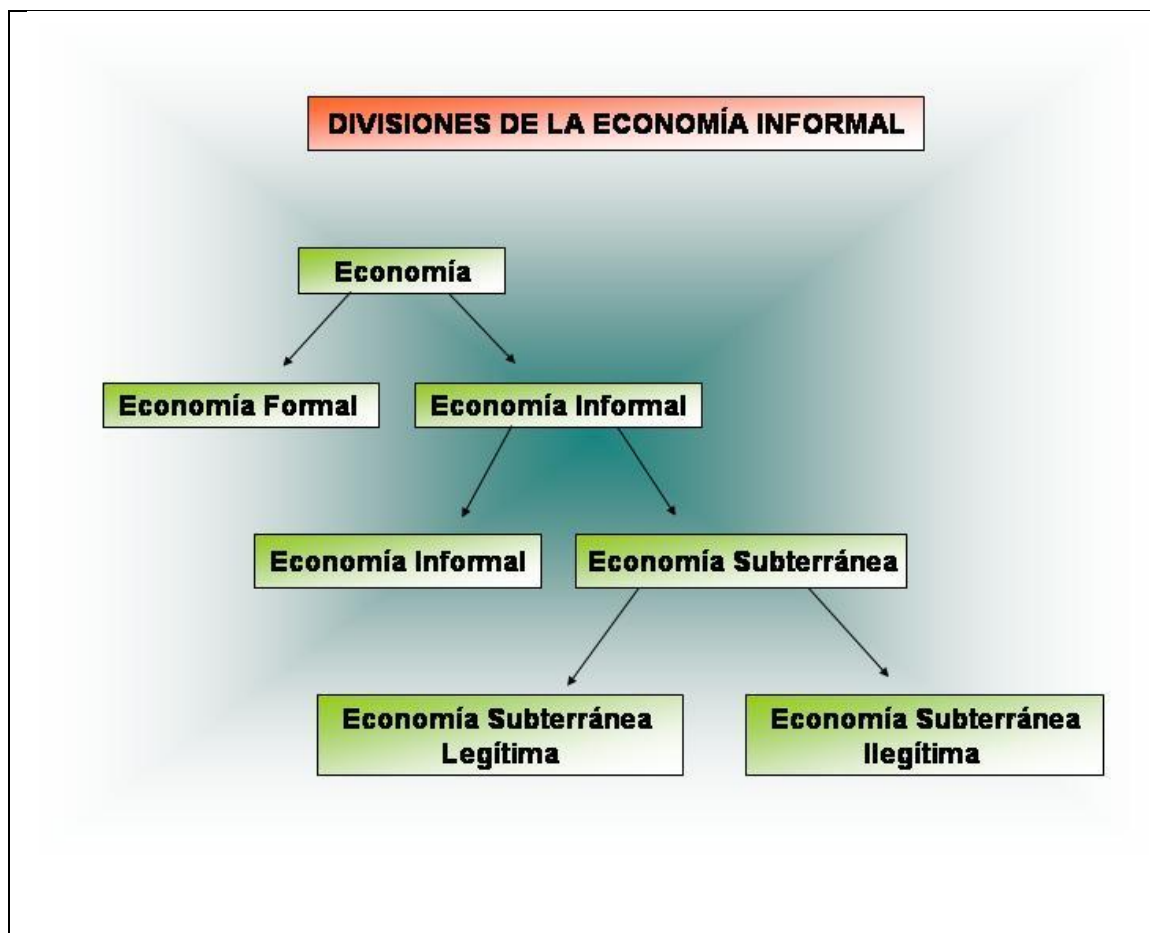 DIVISIONES DE LA ECONOMÍA INFORMAL
Economía
Economía Formal
Economía Informal
Economía Informal
Economía Subterránea
Economía Subterránea
Legítima
Economía Subterránea
Ilegítima